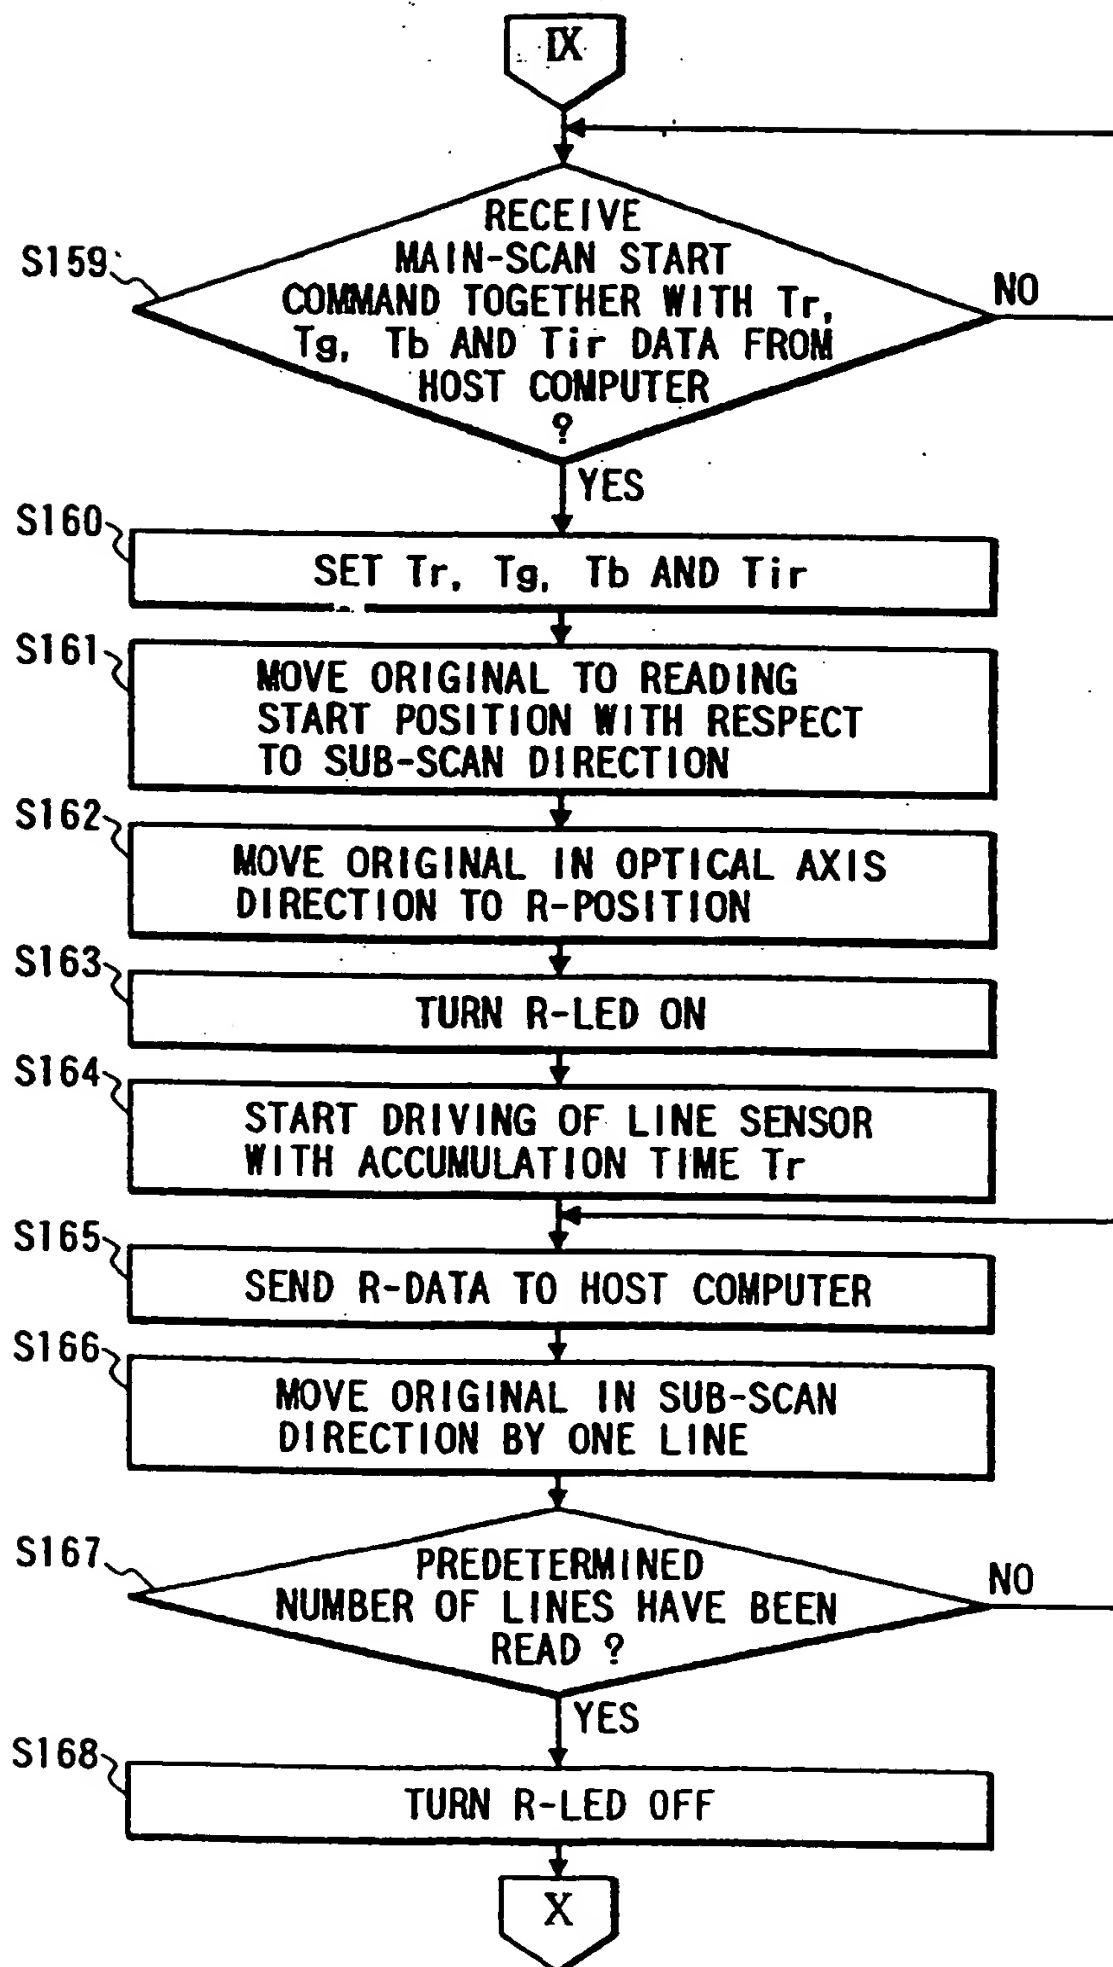 IX
S159
RECEIVE
MAIN-SCAN START
COMMAND TOGETHER WITH Tr,
Tg, Tb AND Tir DATA FROM
HOST COMPUTER
?
NO
YES
S160
SET Tr, Tg, Tb AND Tir
S161
MOVE ORIGINAL TO READING
START POSITION WITH RESPECT
TO SUB-SCAN DIRECTION
S162
MOVE ORIGINAL IN OPTICAL AXIS
DIRECTION TO R-POSITION
S163
TURN R-LED ON
S164
START DRIVING OF LINE SENSOR
WITH ACCUMULATION TIME Tr
S165
SEND R-DATA TO HOST COMPUTER
S166
MOVE ORIGINAL IN SUB-SCAN
DIRECTION BY ONE LINE
S167
PREDETERMINED
NUMBER OF LINES HAVE BEEN
READ ?
NO
YES
S168
TURN R-LED OFF
X